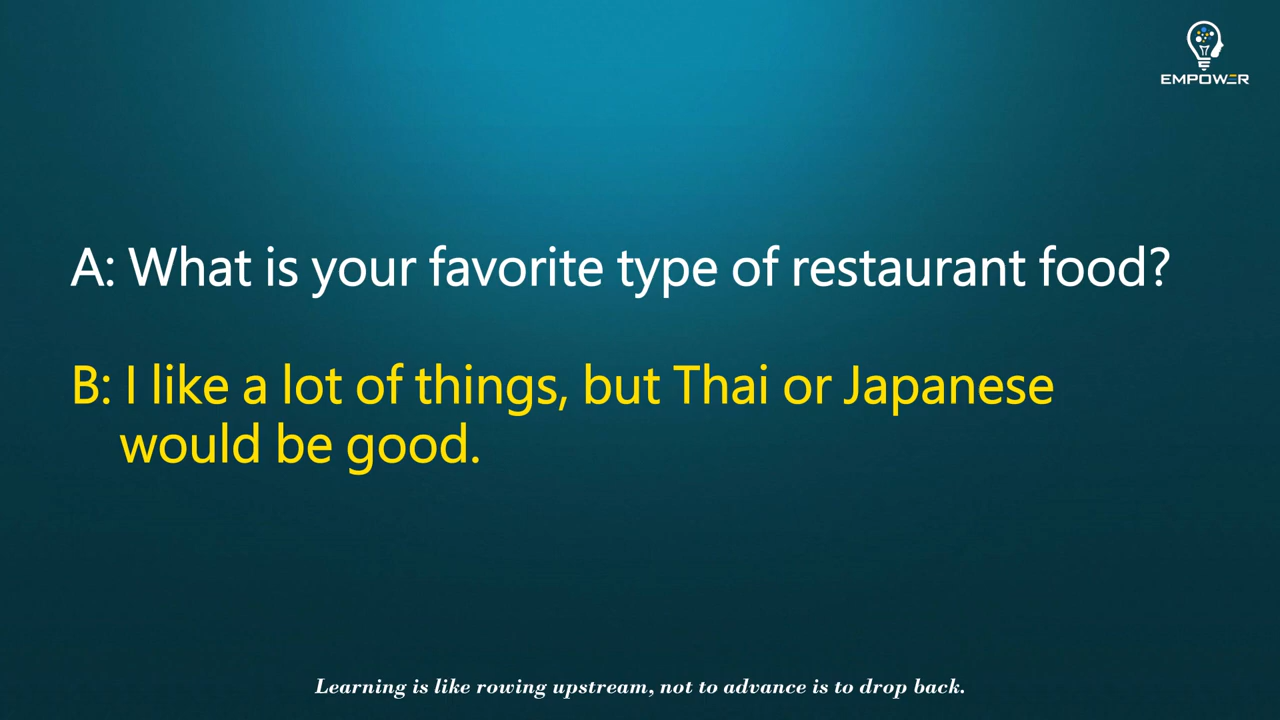 EMPOWER
A: What is your favorite type of restaurant food?
B: I like a lot of things, but Thai or Japanese
would be good.
Learning is like rowing upstream, not to advance is to drop back.